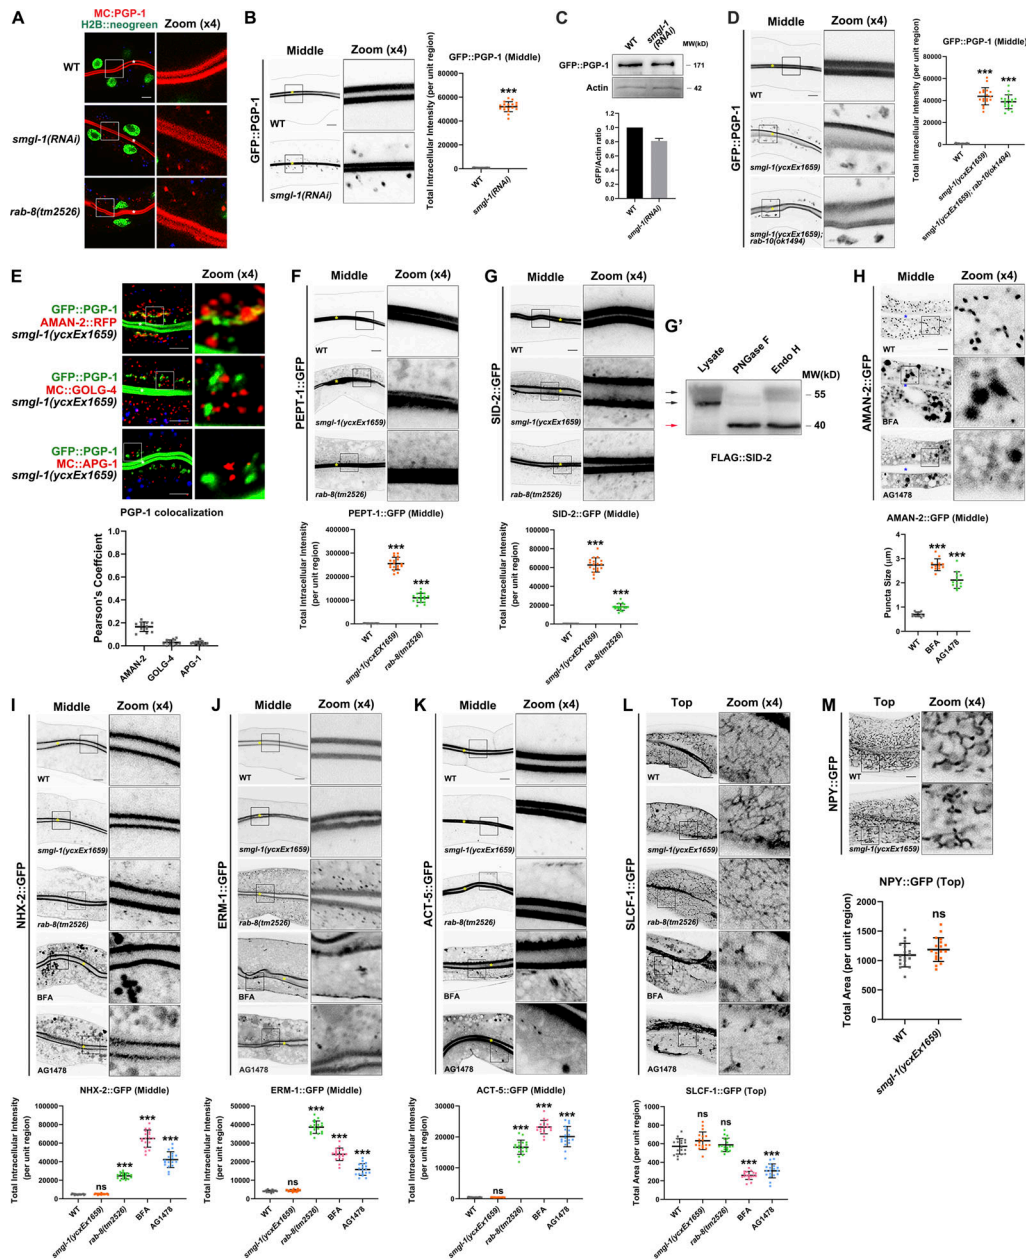 A
MC:PGP-1
H2B::neogreen
Zoom (x4)
WT
smgl-1(RNAi)
rab-8(tm2526)
B
Middle
Zoom (x4)
GFP::PGP-1
WT
smgl-1(RNAi)
GFP::PGP-1 (Middle)
Total Intracellular Intensity (per unit region)
80000
60000
40000
20000
0
***
WT
smgl-1(RNAi)
C
WT
smgl-1
(RNAi)
MW(kD)
GFP::PGP-1
171
Actin
42
GFP/Actin ratio
1.2
1.1
1.0
0.9
0.8
0.7
0.6
0.5
0.4
0.3
0.2
0.1
0.0
WT
smgl-1(RNAi)
D
Middle
Zoom (x4)
GFP::PGP-1
WT
smgl-1(ycxEx1659)
smgl-1(ycxEx1659);
rab-10(ok1494)
GFP::PGP-1 (Middle)
Total Intracellular Intensity (per unit region)
80000
60000
40000
20000
0
***
***
WT
smgl-1(ycxEx1659)
smgl-1(ycxEx1659); rab-10(ok1494)
E
Zoom (x4)
GFP::PGP-1
AMAN-2::RFP
smgl-1(ycxEx1659)
GFP::PGP-1
MC::GOLG-4
smgl-1(ycxEx1659)
GFP::PGP-1
MC::APG-1
smgl-1(ycxEx1659)
PGP-1 colocalization
Pearson's Coeffcient
1.0
0.8
0.6
0.4
0.2
0.0
AMAN-2
GOLG-4
APG-1
F
Middle
Zoom (x4)
PEPT-1::GFP
WT
smgl-1(ycxEx1659)
rab-8(tm2526)
PEPT-1::GFP (Middle)
Total Intracellular Intensity
(per unit region)
400000
300000
200000
100000
0
***
***
WT
smgl-1(ycxEX1659)
rab-8(tm2526)
G
Middle
Zoom (x4)
SID-2::GFP
WT
smgl-1(ycxEx1659)
rab-8(tm2526)
SID-2::GFP (Middle)
Total Intracellular Intensity
(per unit region)
100000
80000
60000
40000
20000
0
***
***
WT
smgl-1(ycxEx1659)
rab-8(tm2526)
G'
Lysate
PNGase F
Endo H
MW(kD)
55
40
FLAG::SID-2
H
Middle
Zoom (x4)
AMAN-2::GFP
WT
BFA
AG1478
AMAN-2::GFP (Middle)
Puncta Size (μm)
4
3
2
1
0
***
***
WT
BFA
AG1478
I
Middle
Zoom (x4)
NHX-2::GFP
WT
smgl-1(ycxEx1659)
rab-8(tm2526)
BFA
AG1478
NHX-2::GFP (Middle)
Total Intracellular Intensity
(per unit region)
100000
80000
60000
40000
20000
0
ns
***
***
***
WT
smgl-1(ycxEx1659)
rab-8(tm2526)
BFA
AG1478
J
Middle
Zoom (x4)
ERM-1::GFP
WT
smgl-1(ycxEx1659)
rab-8(tm2526)
BFA
AG1478
ERM-1::GFP (Middle)
Total Intracellular Intensity
(per unit region)
50000
40000
30000
20000
10000
0
ns
***
***
***
WT
smgl-1(ycxEx1659)
rab-8(tm2526)
BFA
AG1478
K
Middle
Zoom (x4)
ACT-5::GFP
WT
smgl-1(ycxEx1659)
rab-8(tm2526)
BFA
AG1478
ACT-5::GFP (Middle)
Total Intracellular Intensity
(per unit region)
30000
20000
10000
0
ns
***
***
***
WT
smgl-1(ycxEx1659)
rab-8(tm2526)
BFA
AG1478
L
Top
Zoom (x4)
SLCF-1::GFP
WT
smgl-1(ycxEx1659)
rab-8(tm2526)
BFA
AG1478
SLCF-1::GFP (Top)
Total Area (per unit region)
1000
800
600
400
200
0
ns
ns
***
***
WT
smgl-1(ycxEx1659)
rab-8(tm2526)
BFA
AG1478
M
Top
Zoom (x4)
NPY::GFP
WT
smgl-1(ycxEx1659)
NPY::GFP (Top)
Total Area (per unit region)
2000
1500
1000
500
0
ns
WT
smgl-1(ycxEx1659)